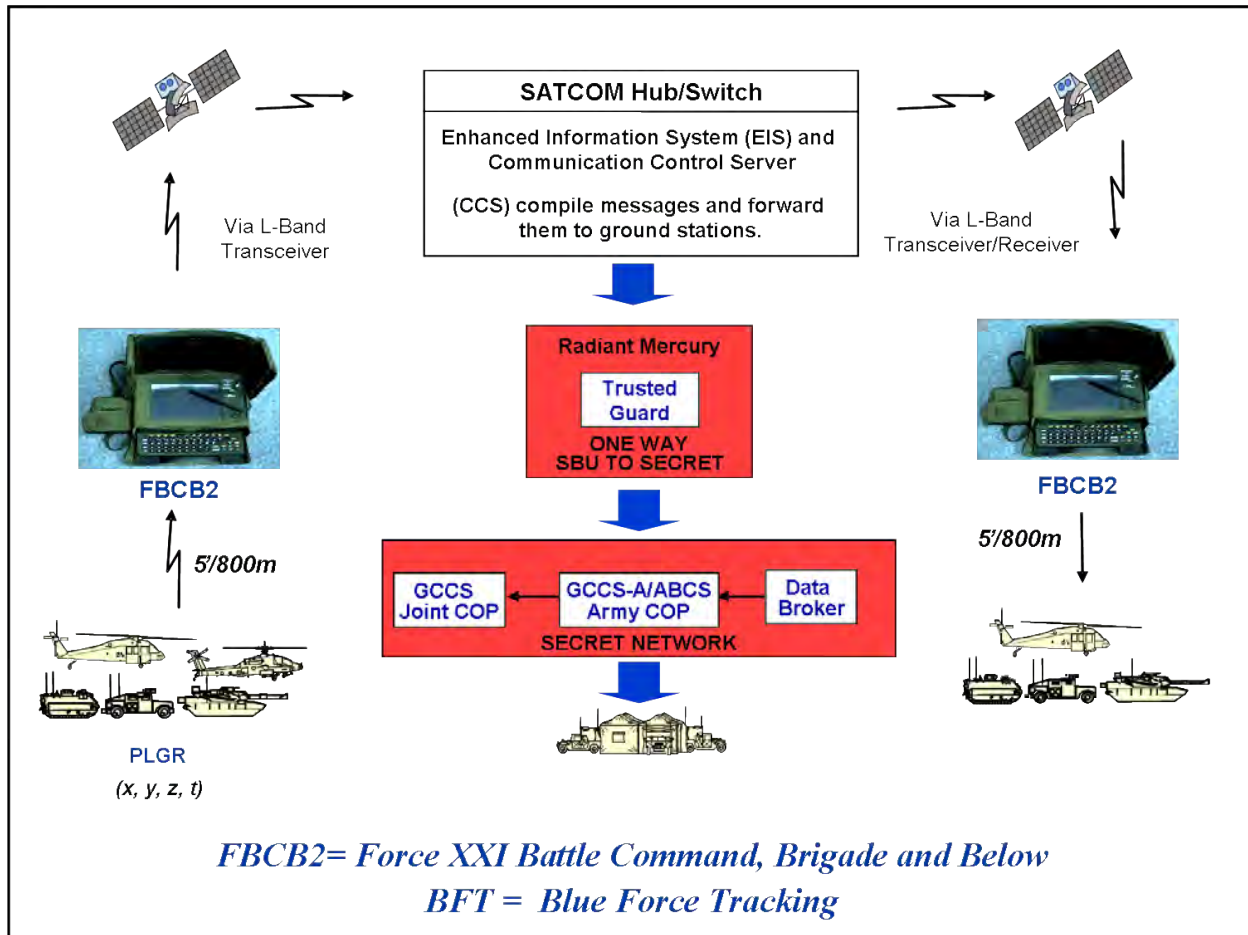 SATCOM Hub/Switch
Enhanced Information System (EIS) and
Communication Control Server
(CCS) compile messages and forward
them to ground stations.
Via L-Band
Transceiver
Via L-Band
Transceiver/Receiver
Radiant Mercury
Trusted
Guard
ONE WAY
SBU TO SECRET
FBCB2
FBCB2
5'/800m
5'/800m
GCCS
Joint COP
GCCS-A/ABCS
Army COP
Data
Broker
SECRET NETWORK
PLGR
(x, y, z, t)
FBCB2= Force XXI Battle Command, Brigade and Below
BFT = Blue Force Tracking